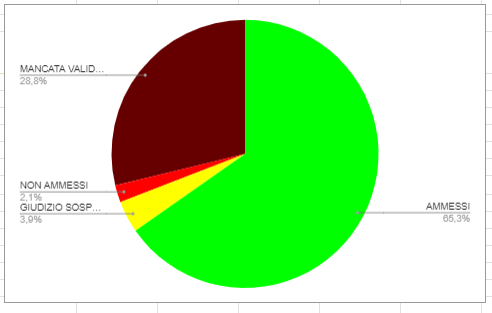 MANCATA VALID...
28,8%
NON AMMESSI
2,1%
GIUDIZIO SOSP...
3,9%
AMMESSI
65,3%